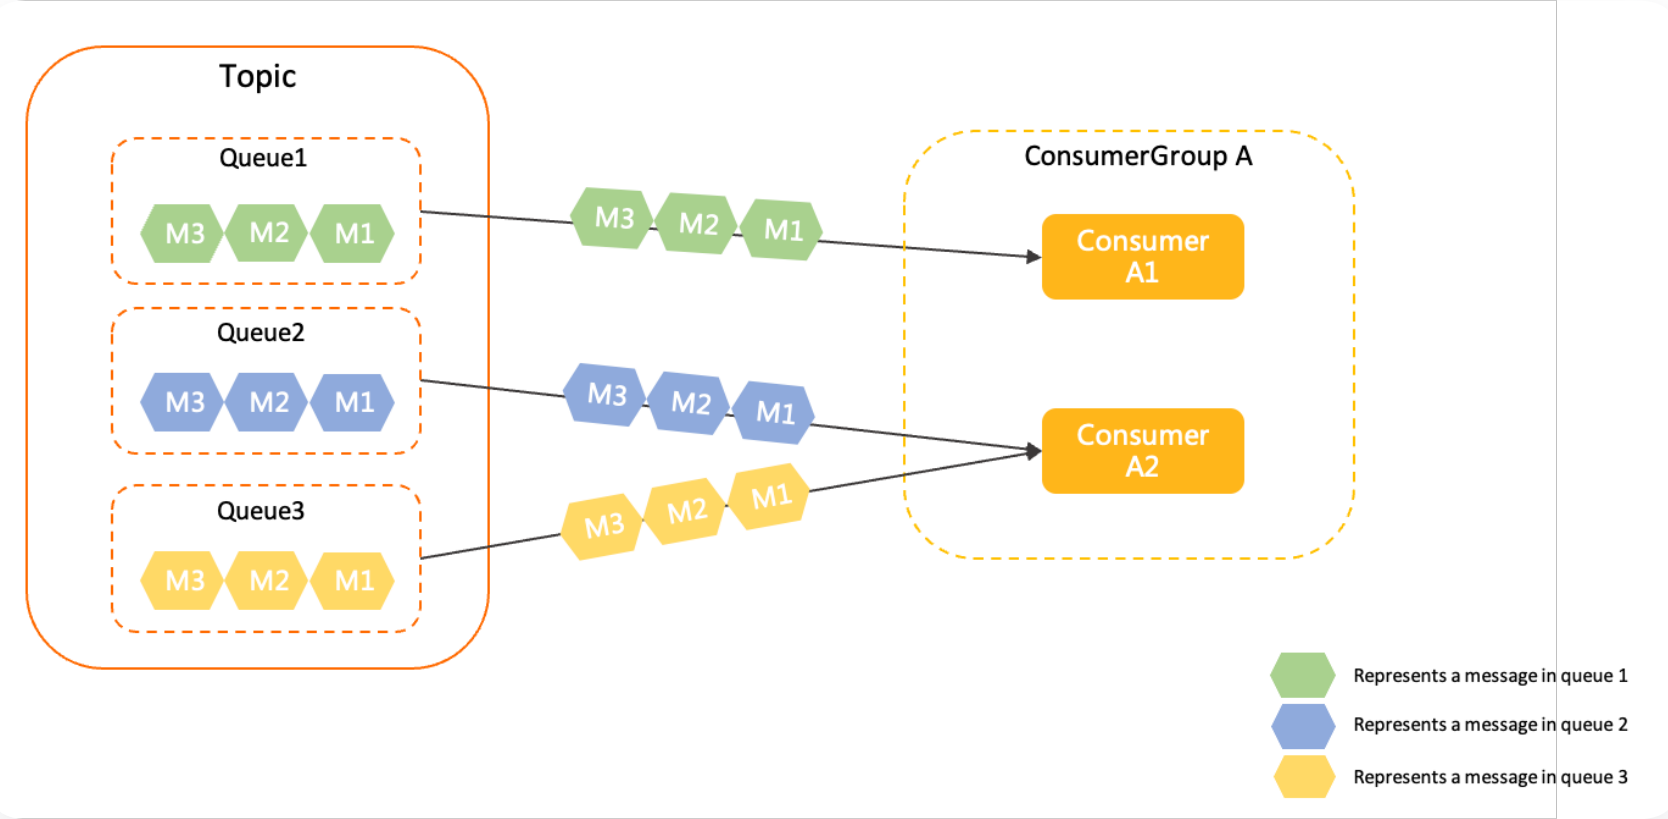 Topic
Queue1
M3 M2 M1
M3 M2 M1
ConsumerGroup A
Consumer
A1
Queue2
M3 M2 M1
M3 M2 M1
Consumer
A2
Queue3
M3 M2 M1
M3 M2 M1
Represents a message in queue 1
Represents a message in queue 2
Represents a message in queue 3